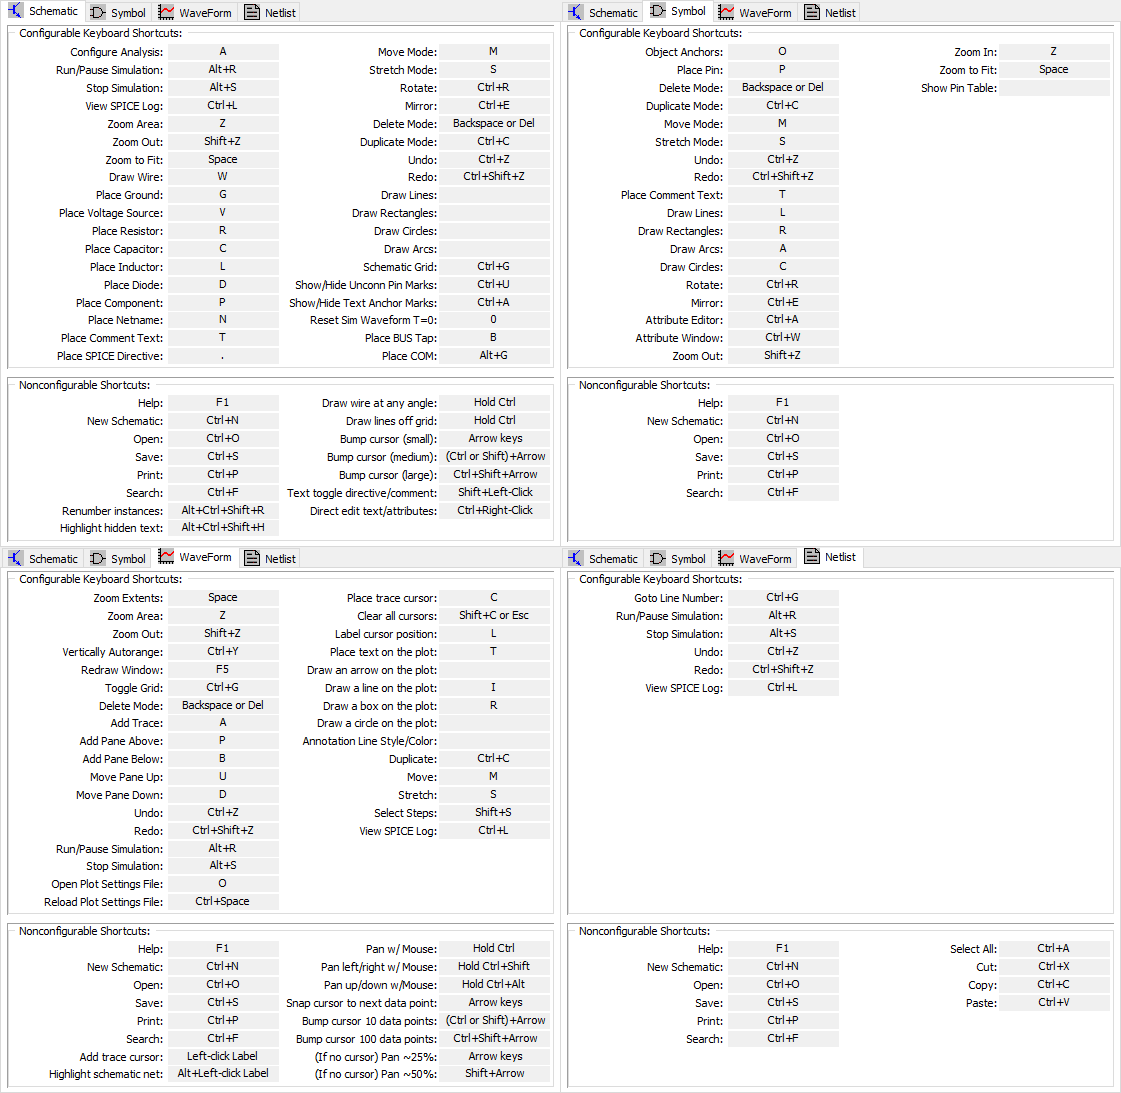 Schematic Symbol WaveForm Netlist
Configurable Keyboard Shortcuts:
Configure Analysis: A
Run/Pause Simulation: Alt+R
Stop Simulation: Alt+S
View SPICE Log: Ctrl+L
Zoom Area: Z
Zoom Out: Shift+Z
Zoom to Fit: Space
Draw Wire: W
Place Ground: G
Place Voltage Source: V
Place Resistor: R
Place Capacitor: C
Place Inductor: L
Place Diode: D
Place Component: P
Place Netname: N
Place Comment Text: T
Place SPICE Directive: .
Move Mode: M
Stretch Mode: S
Rotate: Ctrl+R
Mirror: Ctrl+E
Delete Mode: Backspace or Del
Duplicate Mode: Ctrl+C
Undo: Ctrl+Z
Redo: Ctrl+Shift+Z
Draw Lines:
Draw Rectangles:
Draw Circles:
Draw Arcs:
Schematic Grid: Ctrl+G
Show/Hide Unconn Pin Marks: Ctrl+U
Show/Hide Text Anchor Marks: Ctrl+A
Reset Sim Waveform T=0: 0
Place BUS Tap: B
Place COM: Alt+G
Nonconfigurable Shortcuts:
Help: F1
New Schematic: Ctrl+N
Open: Ctrl+O
Save: Ctrl+S
Print: Ctrl+P
Search: Ctrl+F
Renumber instances: Alt+Ctrl+Shift+R
Highlight hidden text: Alt+Ctrl+Shift+H
Draw wire at any angle: Hold Ctrl
Draw lines off grid: Hold Ctrl
Bump cursor (small): Arrow keys
Bump cursor (medium): (Ctrl or Shift)+Arrow
Bump cursor (large): Ctrl+Shift+Arrow
Text toggle directive/comment: Shift+Left-Click
Direct edit text/attributes: Ctrl+Right-Click
Schematic Symbol WaveForm Netlist
Configurable Keyboard Shortcuts:
Object Anchors: O
Place Pin: P
Delete Mode: Backspace or Del
Duplicate Mode: Ctrl+C
Move Mode: M
Stretch Mode: S
Undo: Ctrl+Z
Redo: Ctrl+Shift+Z
Place Comment Text: T
Draw Lines: L
Draw Rectangles: R
Draw Arcs: A
Draw Circles: C
Rotate: Ctrl+R
Mirror: Ctrl+E
Attribute Editor: Ctrl+A
Attribute Window: Ctrl+W
Zoom Out: Shift+Z
Zoom In: Z
Zoom to Fit: Space
Show Pin Table:
Nonconfigurable Shortcuts:
Help: F1
New Schematic: Ctrl+N
Open: Ctrl+O
Save: Ctrl+S
Print: Ctrl+P
Search: Ctrl+F
Schematic Symbol WaveForm Netlist
Configurable Keyboard Shortcuts:
Zoom Extents: Space
Zoom Area: Z
Zoom Out: Shift+Z
Vertically Autorange: Ctrl+Y
Redraw Window: F5
Toggle Grid: Ctrl+G
Delete Mode: Backspace or Del
Add Trace: A
Add Pane Above: P
Add Pane Below: B
Move Pane Up: U
Move Pane Down: D
Undo: Ctrl+Z
Redo: Ctrl+Shift+Z
Run/Pause Simulation: Alt+R
Stop Simulation: Alt+S
Open Plot Settings File: O
Reload Plot Settings File: Ctrl+Space
Place trace cursor: C
Clear all cursors: Shift+C or Esc
Label cursor position: L
Place text on the plot: T
Draw an arrow on the plot:
Draw a line on the plot: I
Draw a box on the plot: R
Draw a circle on the plot:
Annotation Line Style/Color:
Duplicate: Ctrl+C
Move: M
Stretch: S
Select Steps: Shift+S
View SPICE Log: Ctrl+L
Nonconfigurable Shortcuts:
Help: F1
New Schematic: Ctrl+N
Open: Ctrl+O
Save: Ctrl+S
Print: Ctrl+P
Search: Ctrl+F
Add trace cursor: Left-click Label
Highlight schematic net: Alt+Left-click Label
Pan w/ Mouse: Hold Ctrl
Pan left/right w/ Mouse: Hold Ctrl+Shift
Pan up/down w/Mouse: Hold Ctrl+Alt
Snap cursor to next data point: Arrow keys
Bump cursor 10 data points: (Ctrl or Shift)+Arrow
Bump cursor 100 data points: Ctrl+Shift+Arrow
(If no cursor) Pan ~25%: Arrow keys
(If no cursor) Pan ~50%: Shift+Arrow
Schematic Symbol WaveForm Netlist
Configurable Keyboard Shortcuts:
Goto Line Number: Ctrl+G
Run/Pause Simulation: Alt+R
Stop Simulation: Alt+S
Undo: Ctrl+Z
Redo: Ctrl+Shift+Z
View SPICE Log: Ctrl+L
Nonconfigurable Shortcuts:
Help: F1
New Schematic: Ctrl+N
Open: Ctrl+O
Save: Ctrl+S
Print: Ctrl+P
Search: Ctrl+F
Select All: Ctrl+A
Cut: Ctrl+X
Copy: Ctrl+C
Paste: Ctrl+V